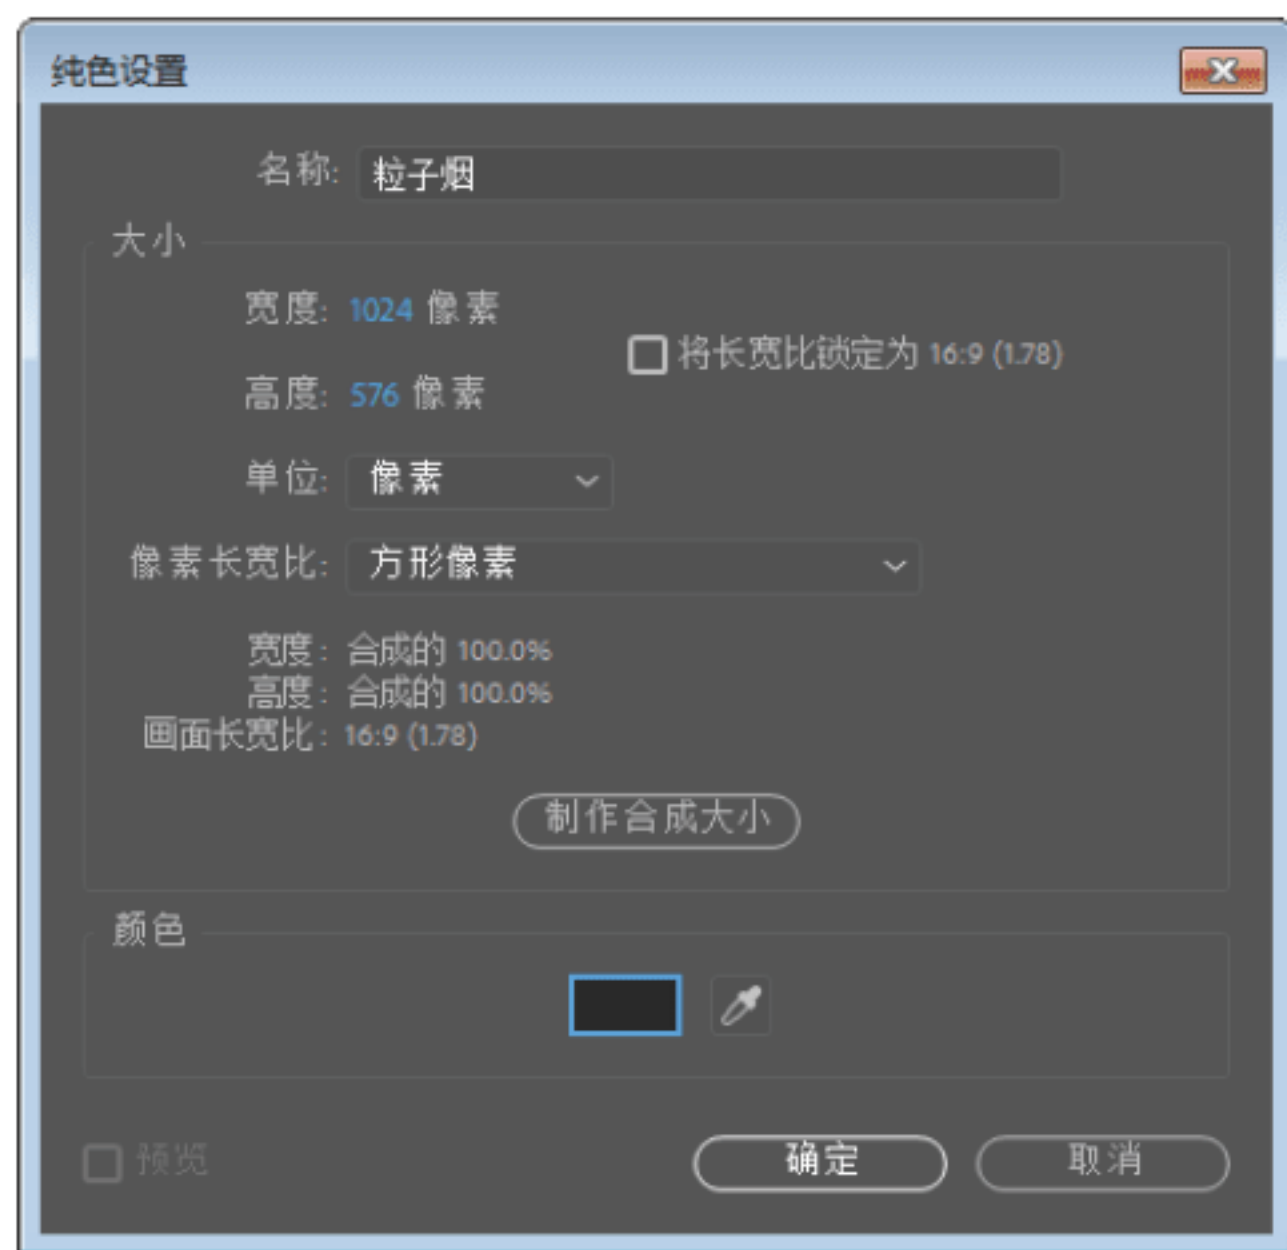 纯色设置
名称: 粒子烟
大小
宽度: 1024 像素
将长宽比锁定为 16:9 (1.78)
高度: 576 像素
单位: 像素
像素长宽比: 方形像素
宽度: 合成的 100.0%
高度: 合成的 100.0%
画面长宽比: 16:9 (1.78)
制作合成大小
颜色
预览
确定
取消